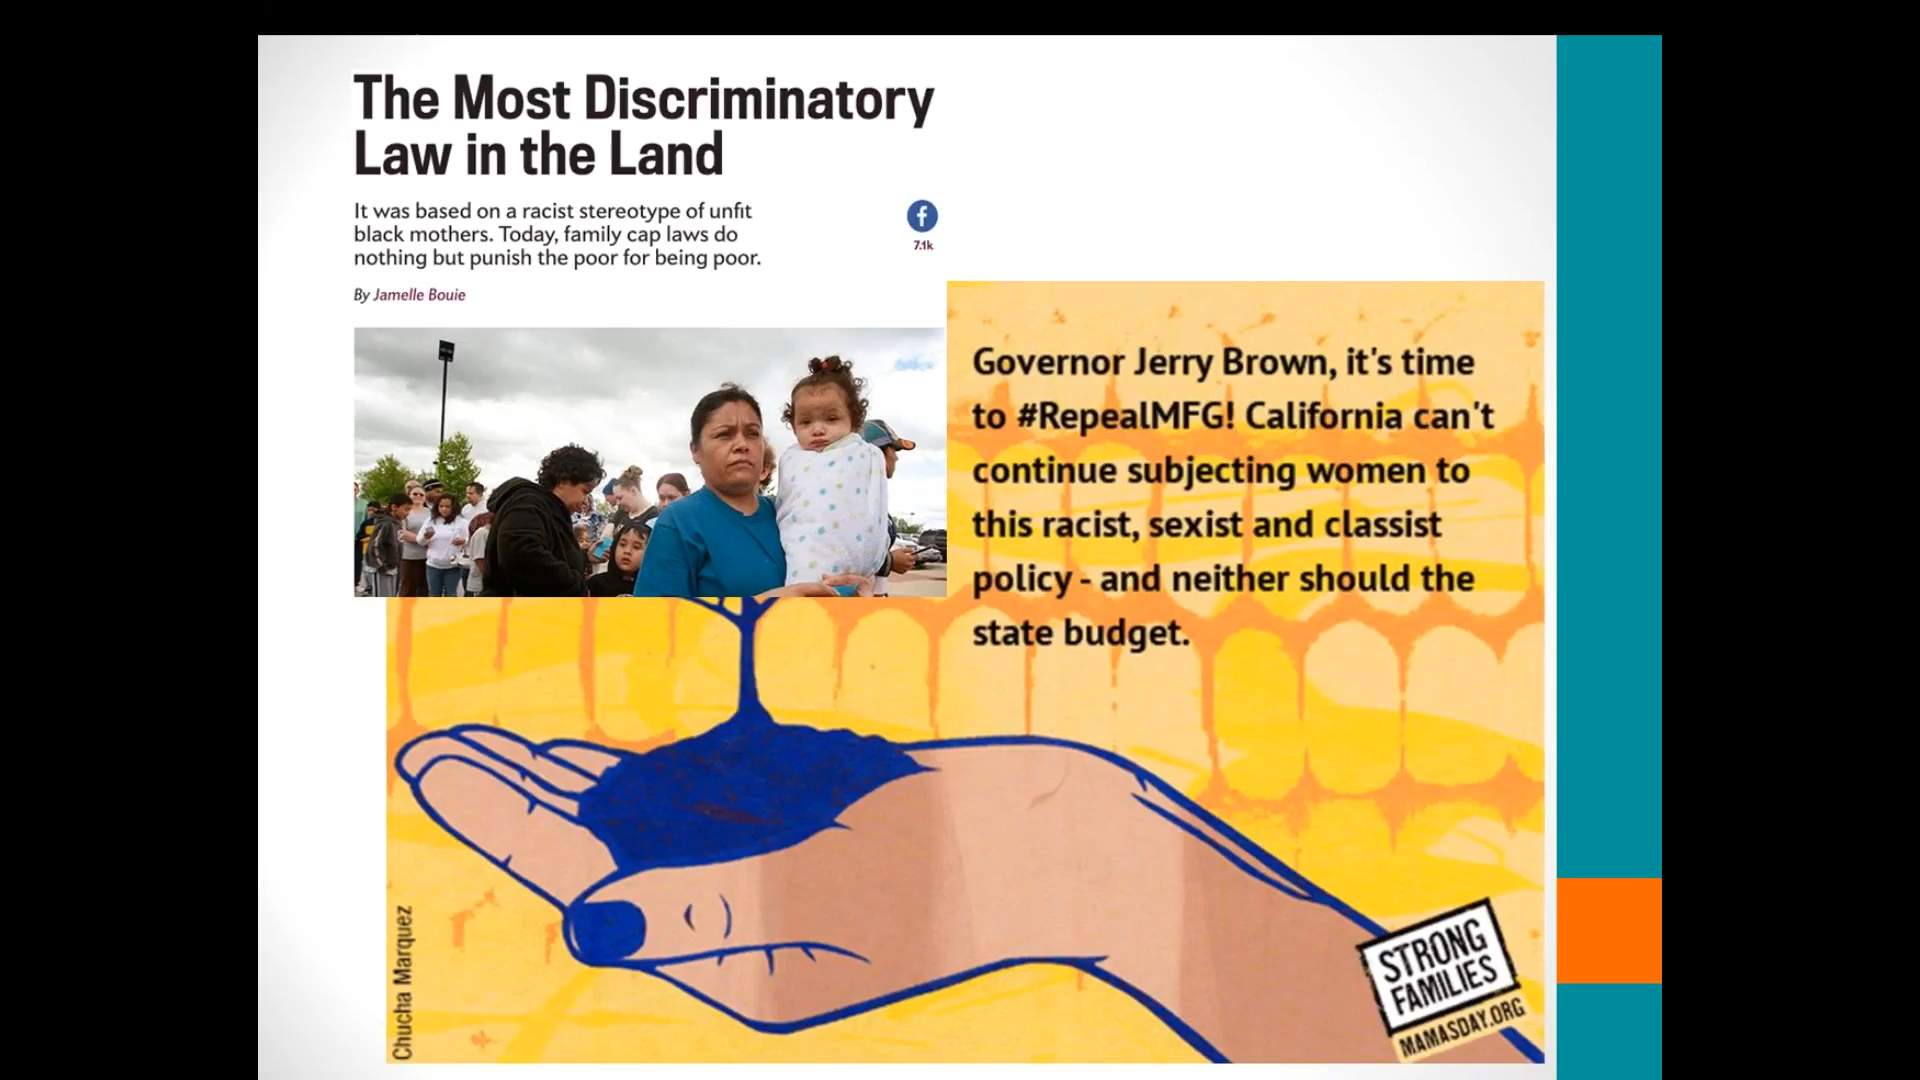 The Most Discriminatory
Law in the Land
It was based on a racist stereotype of unfit
black mothers. Today, family cap laws do
nothing but punish the poor for being poor.
f
7.1k
By Jamelle Bouie
Governor Jerry Brown, it's time
to #RepealMFG! California can't
continue subjecting women to
this racist, sexist and classist
policy - and neither should the
state budget.
Chucha Marquez
STRONG
FAMILIES
MAMASDAY.ORG